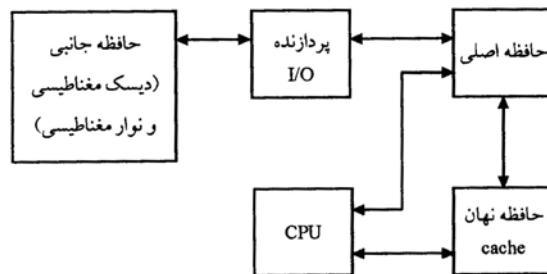 حافظه جانبی
(دیسک مغناطیسی
و نوار مغناطیسی)
پردازنده
I/O
حافظه اصلی
CPU
حافظه نهان
cache